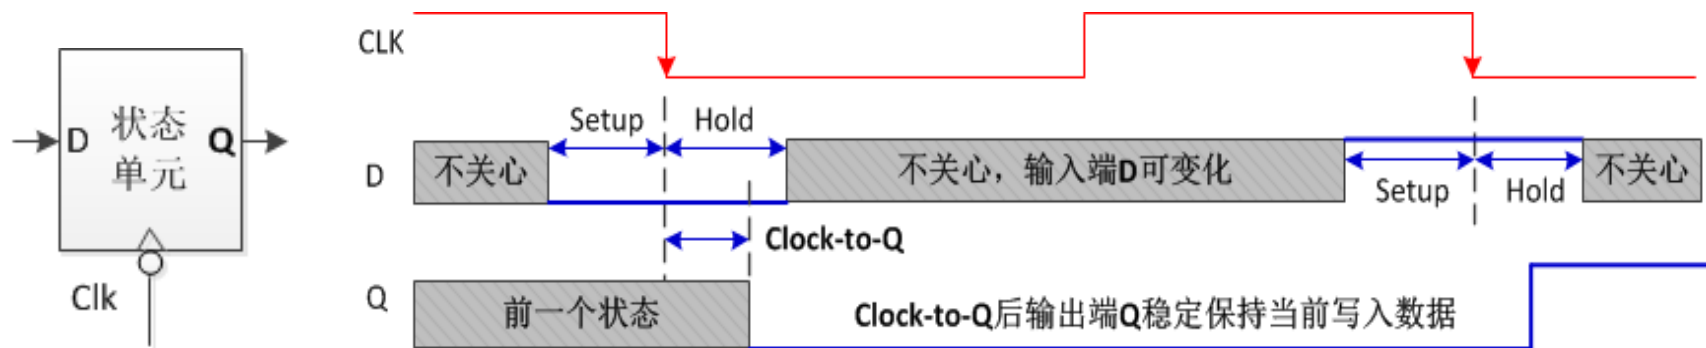 D
状态
单元
Q
Clk
CLK
Setup
Hold
D
不关心
不关心，输入端D可变化
Setup
Hold
不关心
Clock-to-Q
Q
前一个状态
Clock-to-Q后输出端Q稳定保持当前写入数据